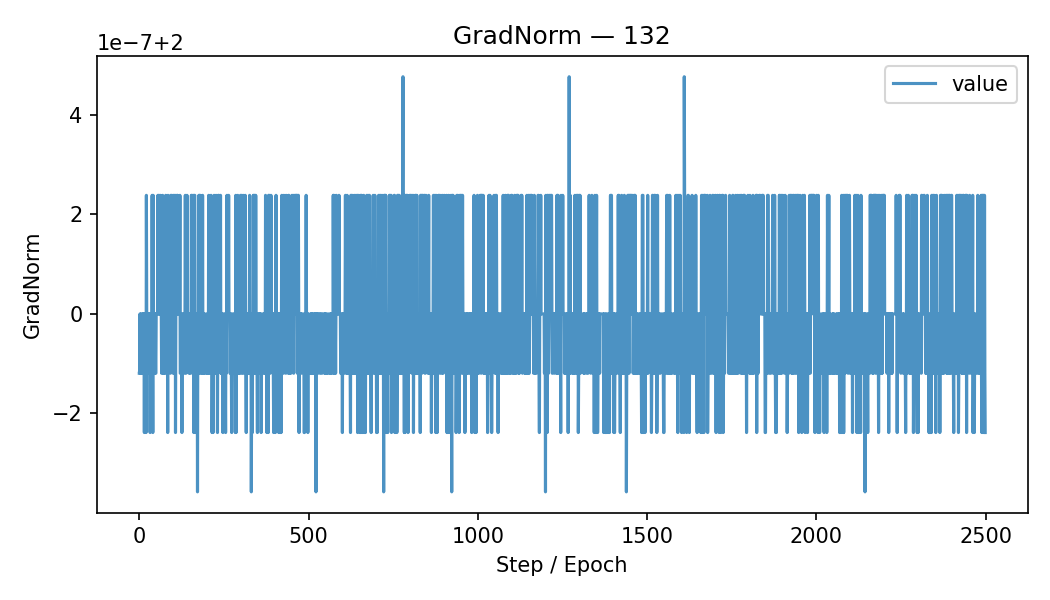 GradNorm — 132
1e−7+2
value
GradNorm
4
2
0
−2
0
500
1000
1500
2000
2500
Step / Epoch